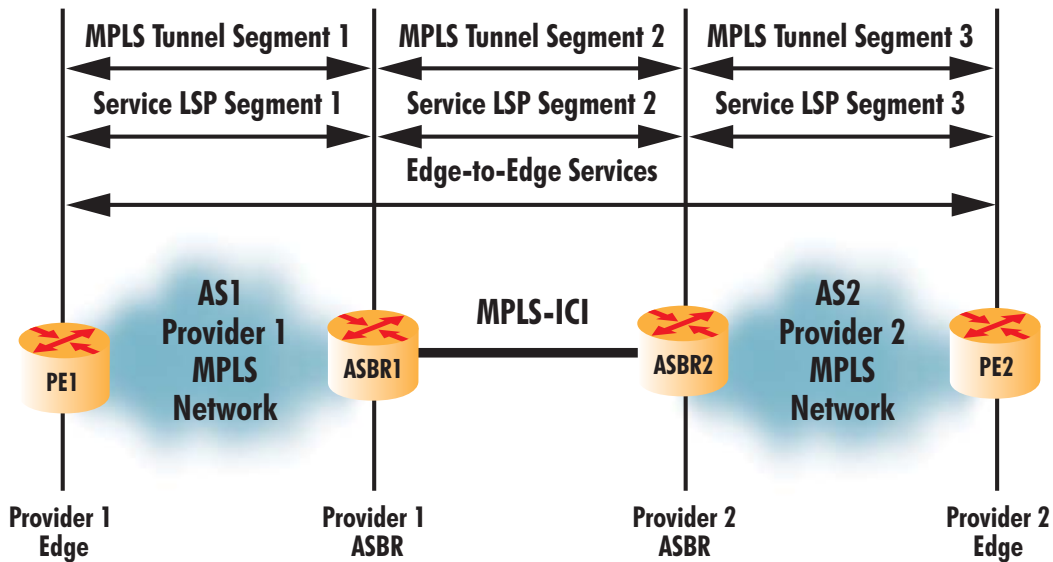 MPLS Tunnel Segment 1
MPLS Tunnel Segment 2
MPLS Tunnel Segment 3
Service LSP Segment 1
Service LSP Segment 2
Service LSP Segment 3
Edge-to-Edge Services
AS1
Provider 1
MPLS
Network
MPLS-ICI
AS2
Provider 2
MPLS
Network
PE1
ASBR1
ASBR2
PE2
Provider 1
Edge
Provider 1
ASBR
Provider 2
ASBR
Provider 2
Edge